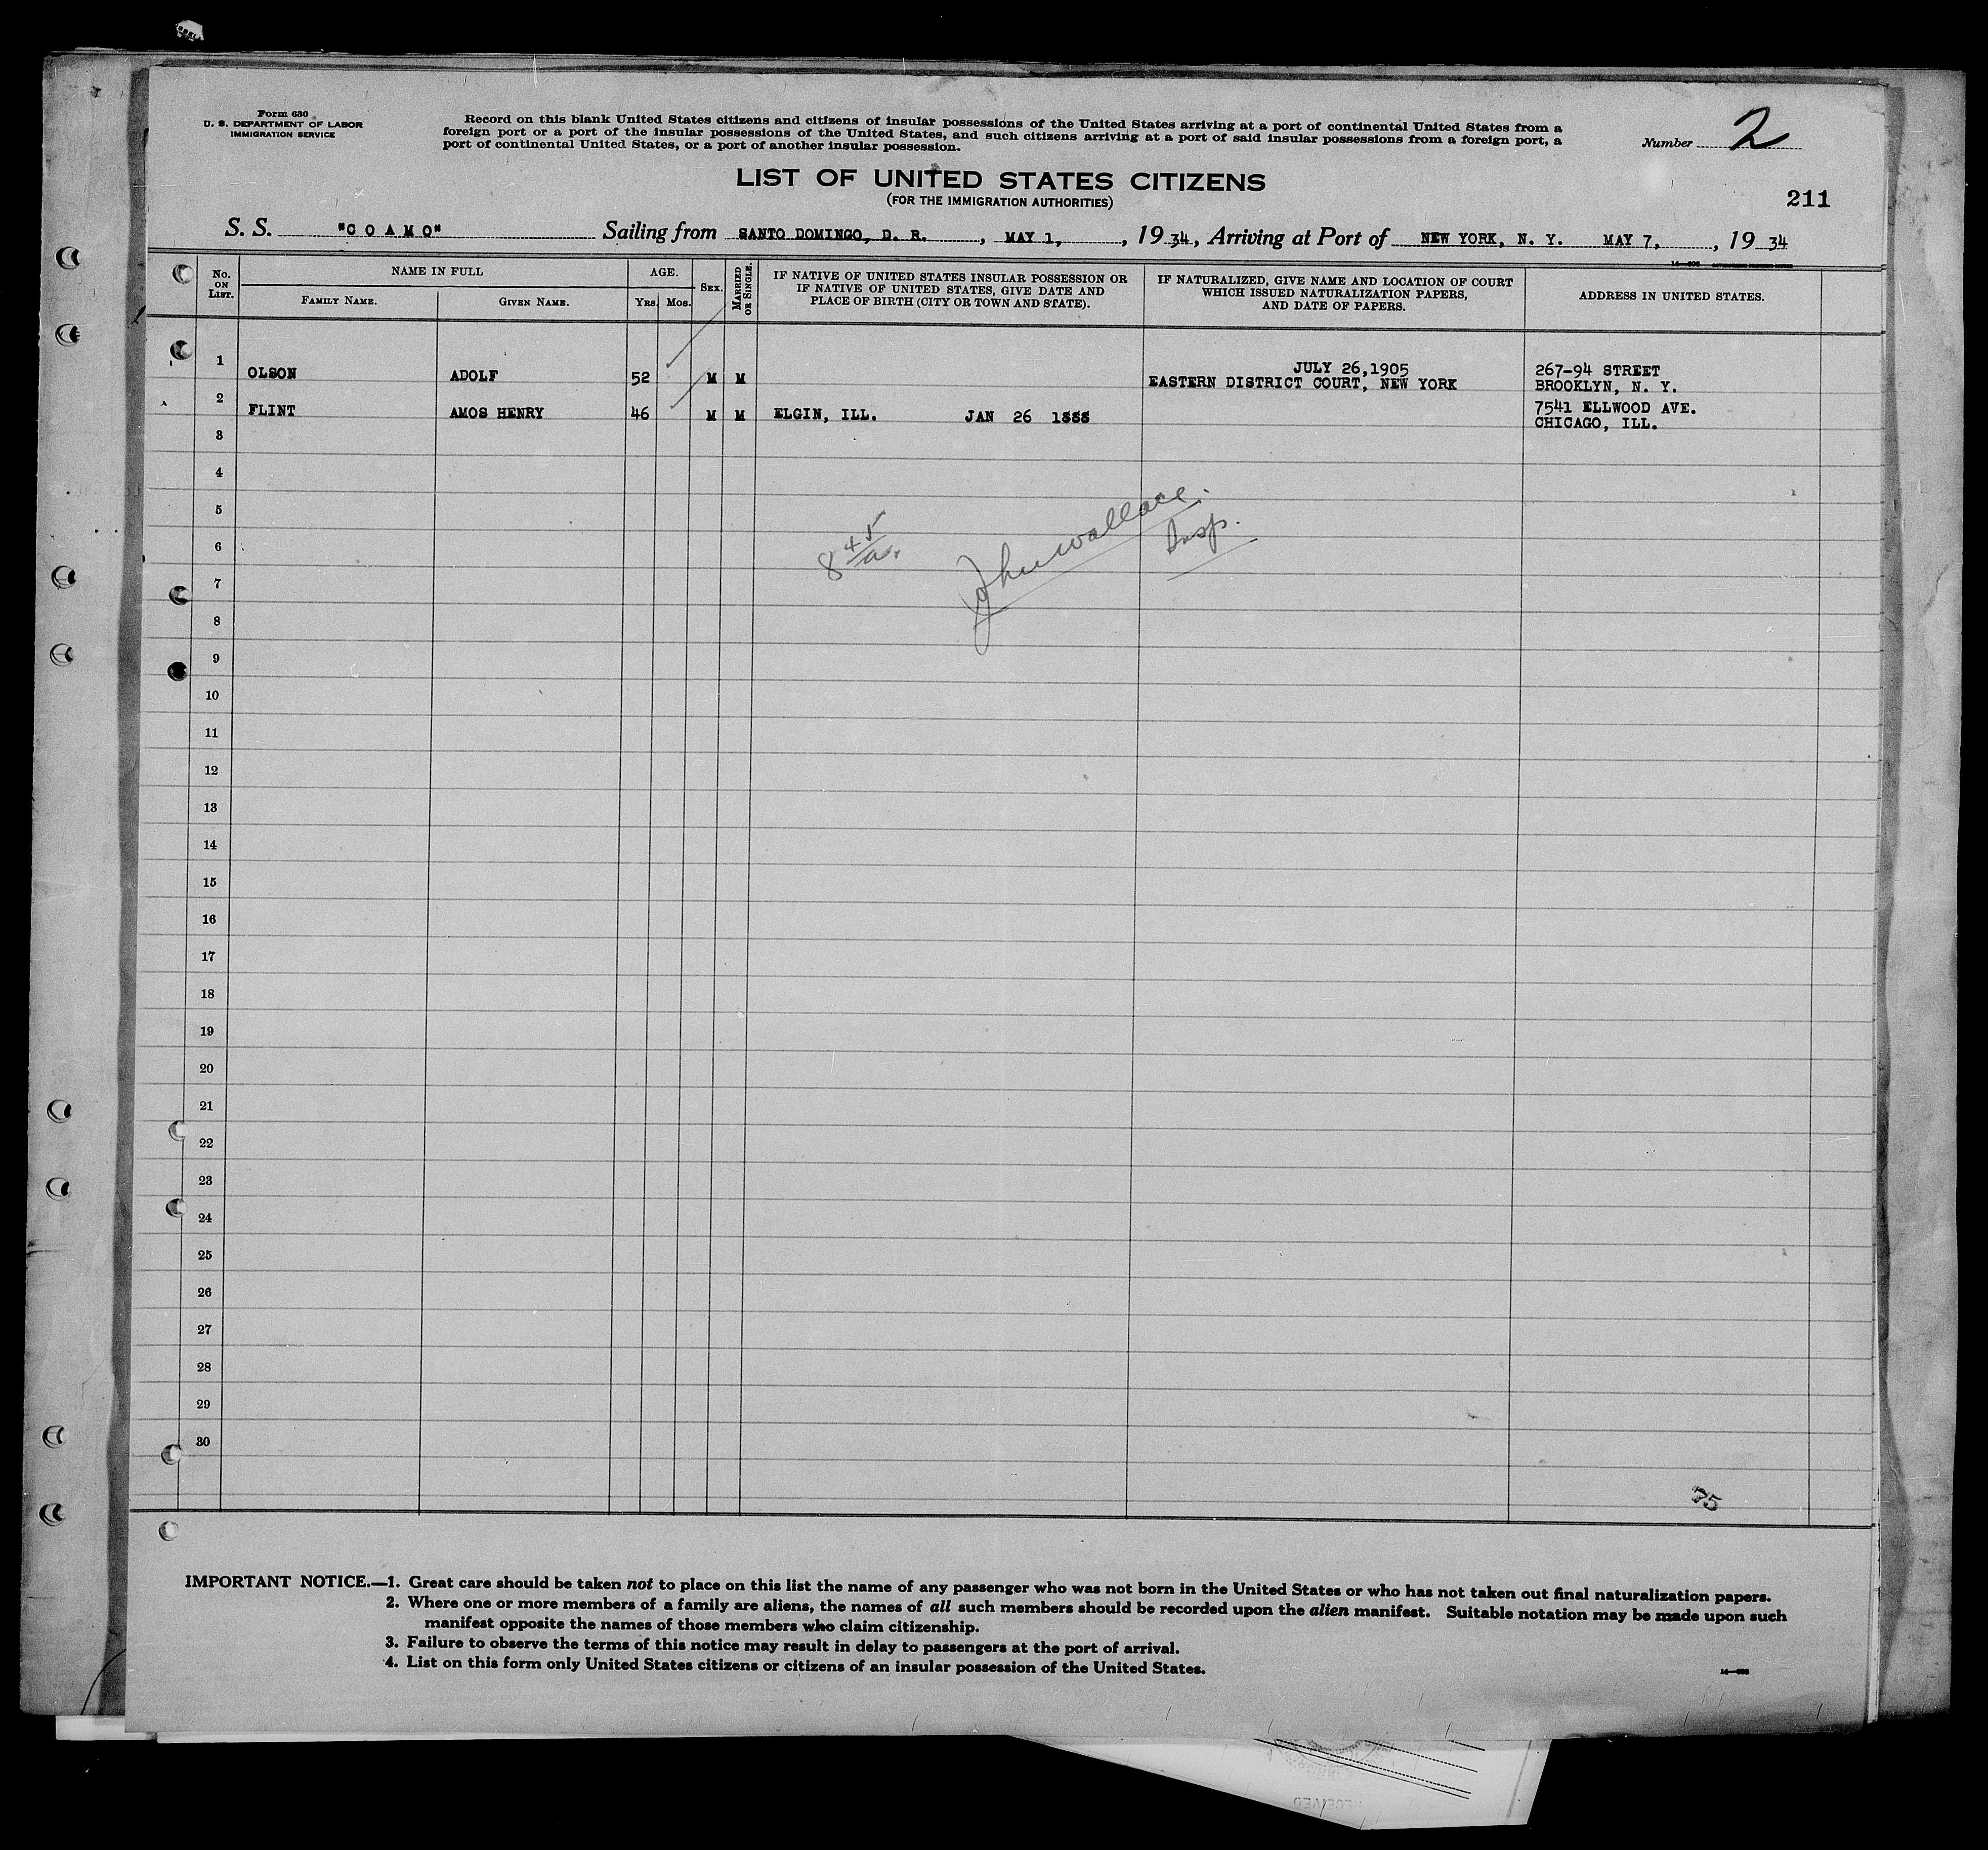 Form 630
U. S. DEPARTMENT OF LABOR
IMMIGRATION SERVICE
Record on this blank United States citizens and citizens of insular possessions of the United States arriving at a port of continental United States from a
foreign port or a port of the insular possessions of the United States, and such citizens arriving at a port of said insular possessions from a foreign port, a
port of continental United States, or a port of another insular possession.
Number 2
LIST OF UNITED STATES CITIZENS
(FOR THE IMMIGRATION AUTHORITIES)
211
S. S. "COAMO" Sailing from SANTO DOMINGO, D. R. , MAY 1, , 19 34, Arriving at Port of NEW YORK, N. Y. MAY 7, , 19 34
No. ON LIST.
NAME IN FULL
FAMILY NAME.
GIVEN NAME.
AGE.
YRS.
MOS.
SEX.
MARRIED OR SINGLE.
IF NATIVE OF UNITED STATES INSULAR POSSESSION OR
IF NATIVE OF UNITED STATES, GIVE DATE AND
PLACE OF BIRTH (CITY OR TOWN AND STATE).
IF NATURALIZED, GIVE NAME AND LOCATION OF COURT
WHICH ISSUED NATURALIZATION PAPERS,
AND DATE OF PAPERS.
ADDRESS IN UNITED STATES.
1 OLSON ADOLF 52 M M
JULY 26,1905
EASTERN DISTRICT COURT, NEW YORK
267-94 STREET
BROOKLYN, N. Y.
2 FLINT AMOS HENRY 46 M M ELGIN, ILL. JAN 26 1888
7541 ELLWOOD AVE.
CHICAGO, ILL.
3
4
5
6
8 45
John Wallace.
Insp.
7
8
9
10
11
12
13
14
15
16
17
18
19
20
21
22
23
24
25
26
27
28
29
30
IMPORTANT NOTICE.—1. Great care should be taken not to place on this list the name of any passenger who was not born in the United States or who has not taken out final naturalization papers.
2. Where one or more members of a family are aliens, the names of all such members should be recorded upon the alien manifest. Suitable notation may be made upon such
manifest opposite the names of those members who claim citizenship.
3. Failure to observe the terms of this notice may result in delay to passengers at the port of arrival.
4. List on this form only United States citizens or citizens of an insular possession of the United States.